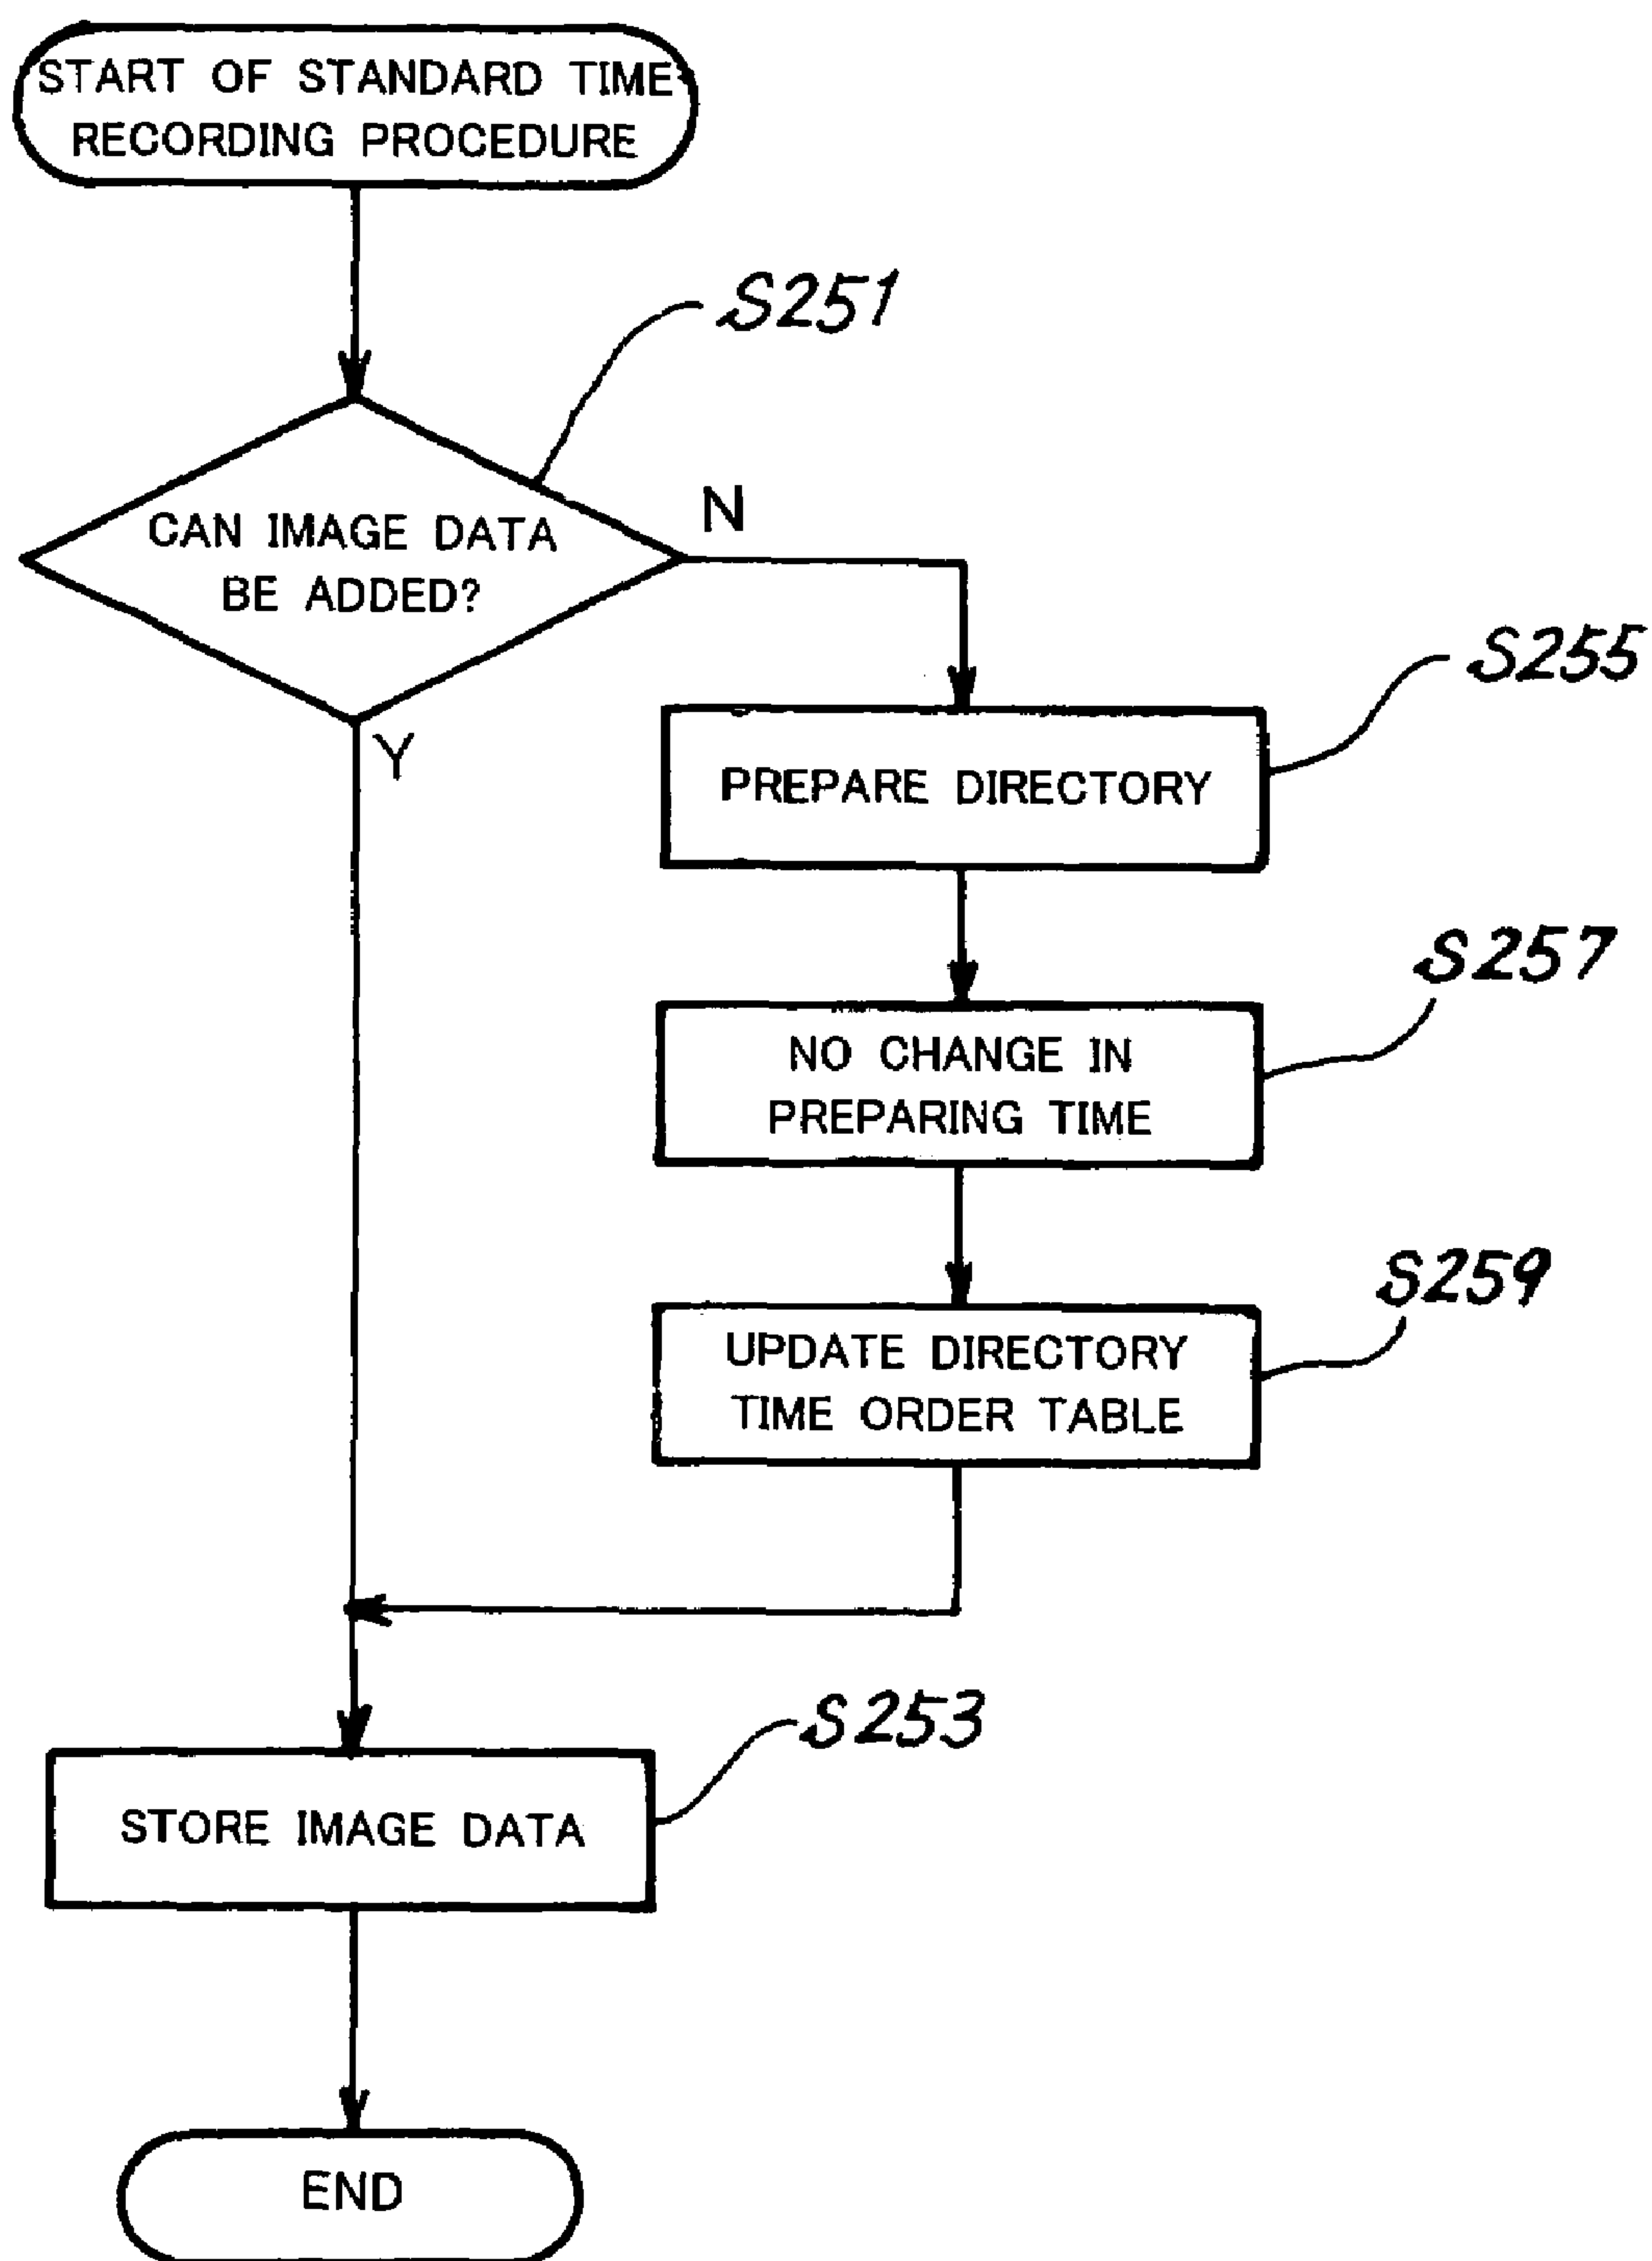 START OF STANDARD TIME
RECORDING PROCEDURE
S251
CAN IMAGE DATA
BE ADDED?
N
Y
S255
PREPARE DIRECTORY
S257
NO CHANGE IN
PREPARING TIME
S259
UPDATE DIRECTORY
TIME ORDER TABLE
S253
STORE IMAGE DATA
END